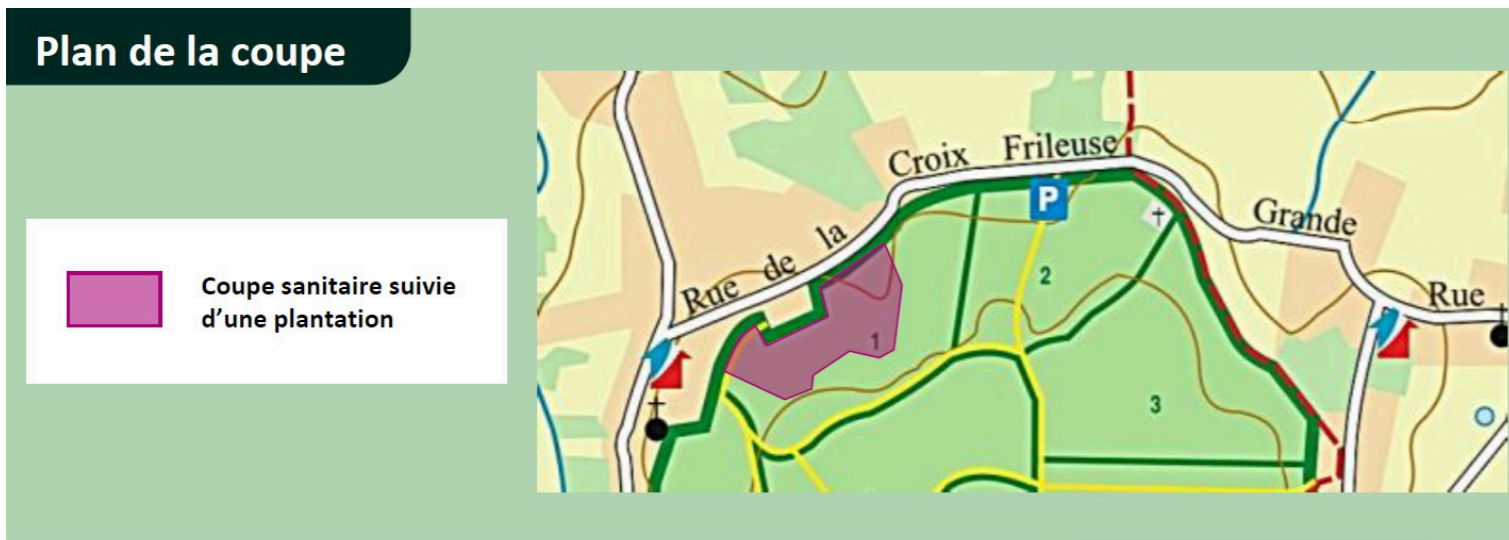 Plan de la coupe
Coupe sanitaire suivie
d’une plantation
Rue de la Croix Frileuse
Grande Rue
P
1
2
3